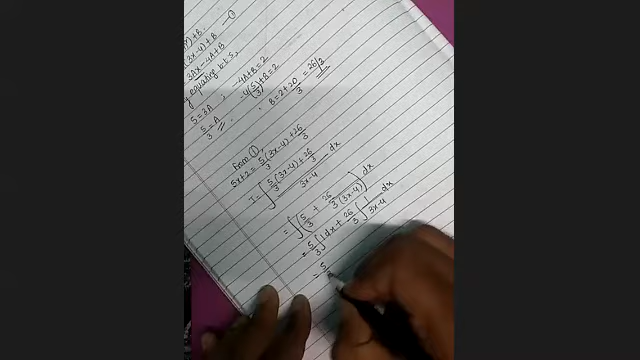 (3x-4)+B
3Ax-4A+B
by equating b.t.s,
5=3A, -4A+B=2
5/3=A. -4(5/3)+B=2
∴ B=2+20/3=26/3
From ①,
5x+2=5/3(3x-4)+26/3
I=∫ (5/3(3x-4)+26/3)/(3x-4) dx
=∫(5/3+26/(3(3x-4)))dx
=5/3∫1dx+26/3∫1/(3x-4) dx
=5/3